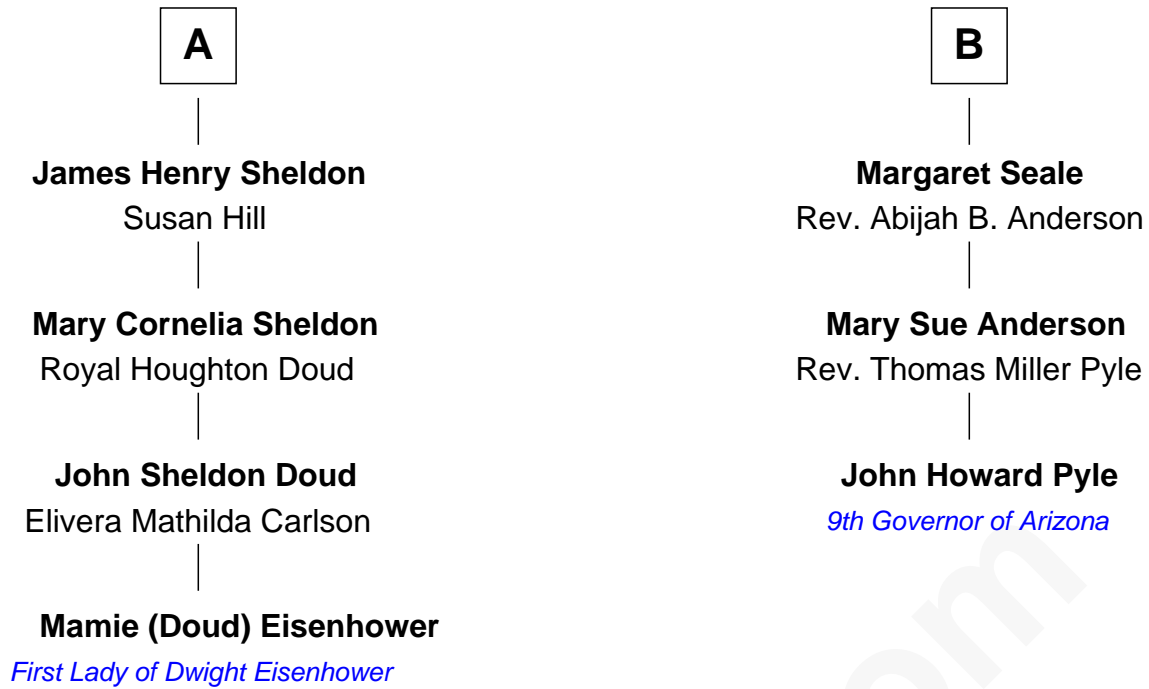 A
James Henry Sheldon
Susan Hill
Mary Cornelia Sheldon
Royal Houghton Doud
John Sheldon Doud
Elivera Mathilda Carlson
Mamie (Doud) Eisenhower
First Lady of Dwight Eisenhower
B
Margaret Seale
Rev. Abijah B. Anderson
Mary Sue Anderson
Rev. Thomas Miller Pyle
John Howard Pyle
9th Governor of Arizona
om